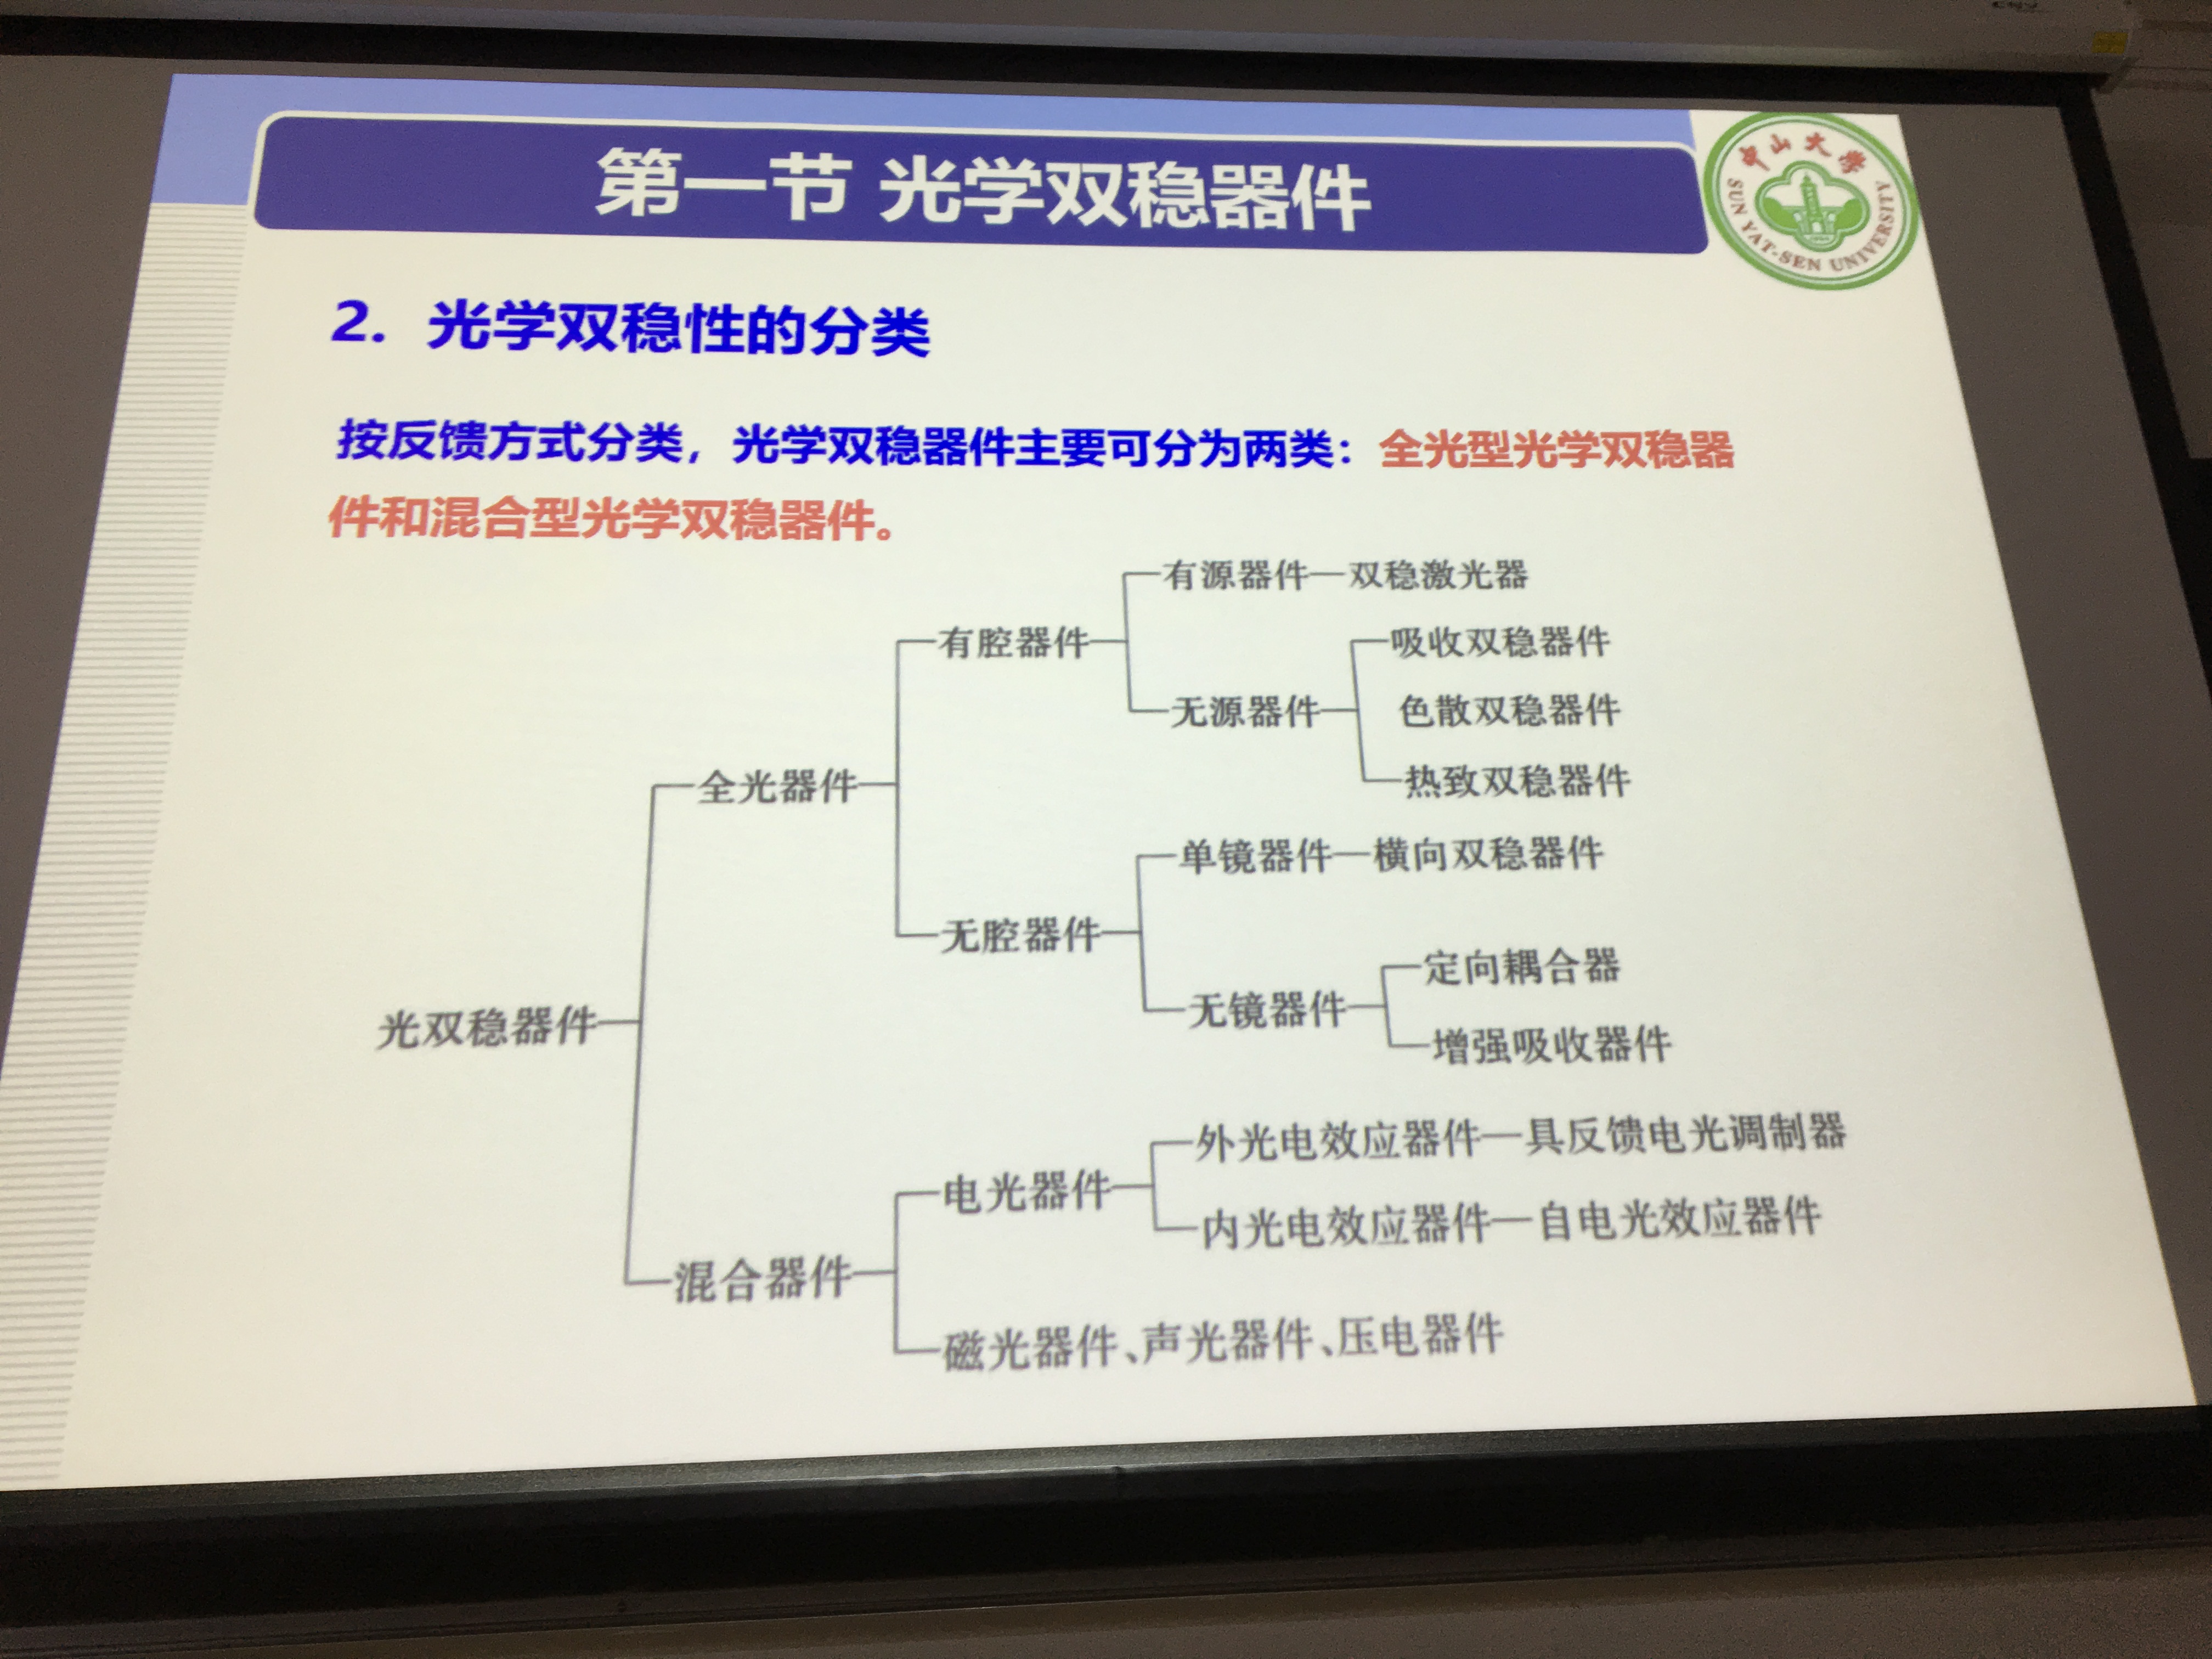 第一节 光学双稳器件
中山大学
SUN YAT-SEN UNIVERSITY
2. 光学双稳性的分类
按反馈方式分类，光学双稳器件主要可分为两类：全光型光学双稳器
件和混合型光学双稳器件。
有源器件—双稳激光器
有腔器件
吸收双稳器件
无源器件
色散双稳器件
热致双稳器件
全光器件
单镜器件—横向双稳器件
无腔器件
定向耦合器
无镜器件
增强吸收器件
光双稳器件
外光电效应器件—具反馈电光调制器
电光器件
内光电效应器件—自电光效应器件
混合器件
磁光器件、声光器件、压电器件